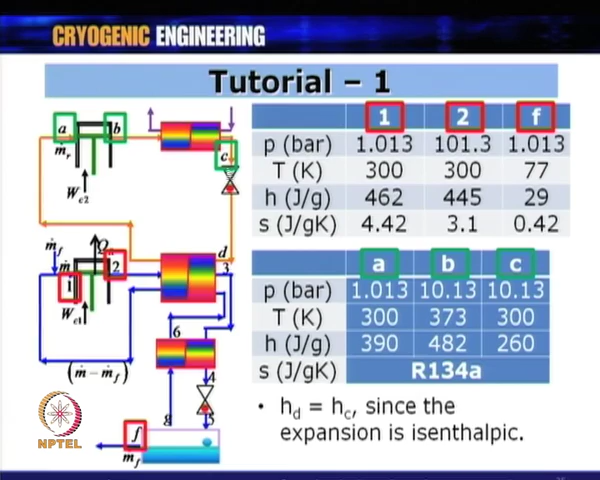 CRYOGENIC ENGINEERING
Tutorial – 1
a b
ṁr
c
Wc2
d
ṁf
Q
ṁ
2
3
1
Wc1
6
(ṁ − ṁf)
4
g
5
f
ṁf
NPTEL
1 2 f
p (bar) 1.013 101.3 1.013
T (K) 300 300 77
h (J/g) 462 445 29
s (J/gK) 4.42 3.1 0.42
a b c
p (bar) 1.013 10.13 10.13
T (K) 300 373 300
h (J/g) 390 482 260
s (J/gK) R134a
• hd = hc, since the
expansion is isenthalpic.